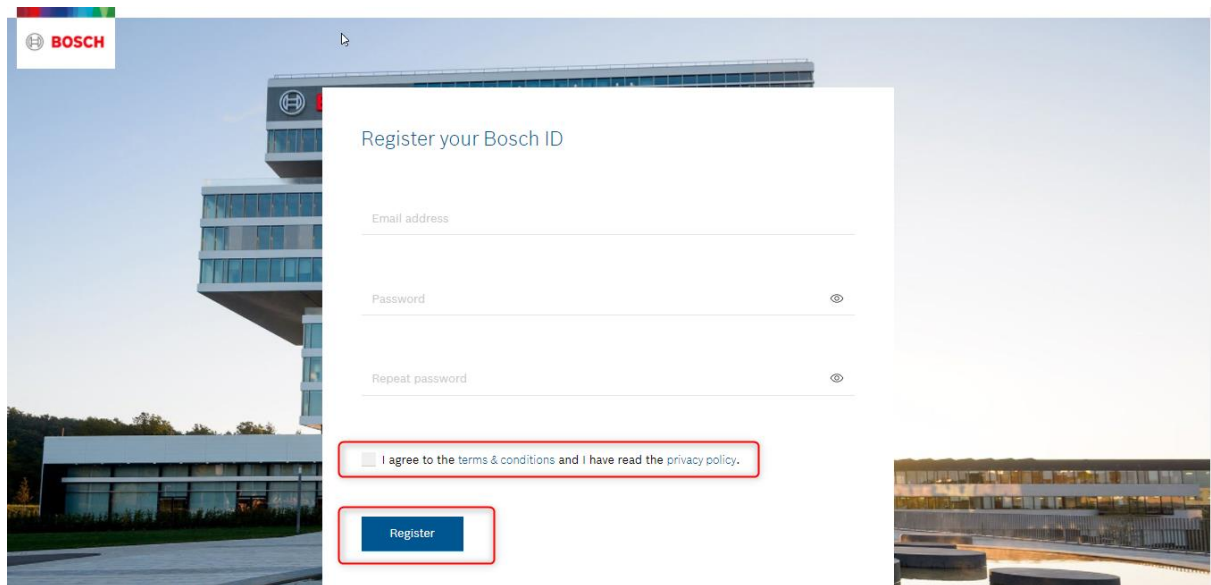 BOSCH
Register your Bosch ID
Email address
Password
Repeat password
I agree to the terms & conditions and I have read the privacy policy.
Register